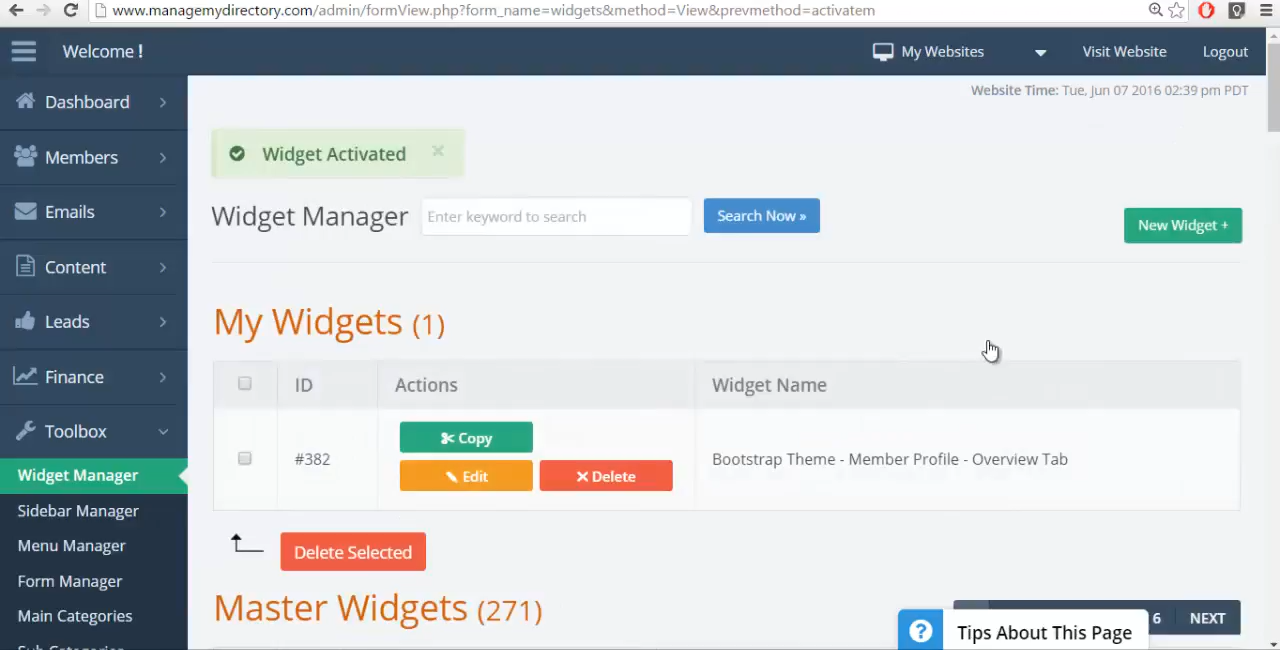 www.managemydirectory.com/admin/formView.php?form_name=widgets&method=View&prevmethod=activatem
Welcome !
My Websites
Visit Website
Logout
Website Time: Tue, Jun 07 2016 02:39 pm PDT
Dashboard
Members
Emails
Content
Leads
Finance
Toolbox
Widget Manager
Sidebar Manager
Menu Manager
Form Manager
Main Categories
Widget Activated ×
Widget Manager
Enter keyword to search
Search Now »
New Widget +
My Widgets (1)
ID
Actions
Widget Name
#382
Copy
Edit
Delete
Bootstrap Theme - Member Profile - Overview Tab
Delete Selected
Master Widgets (271)
6
NEXT
? Tips About This Page